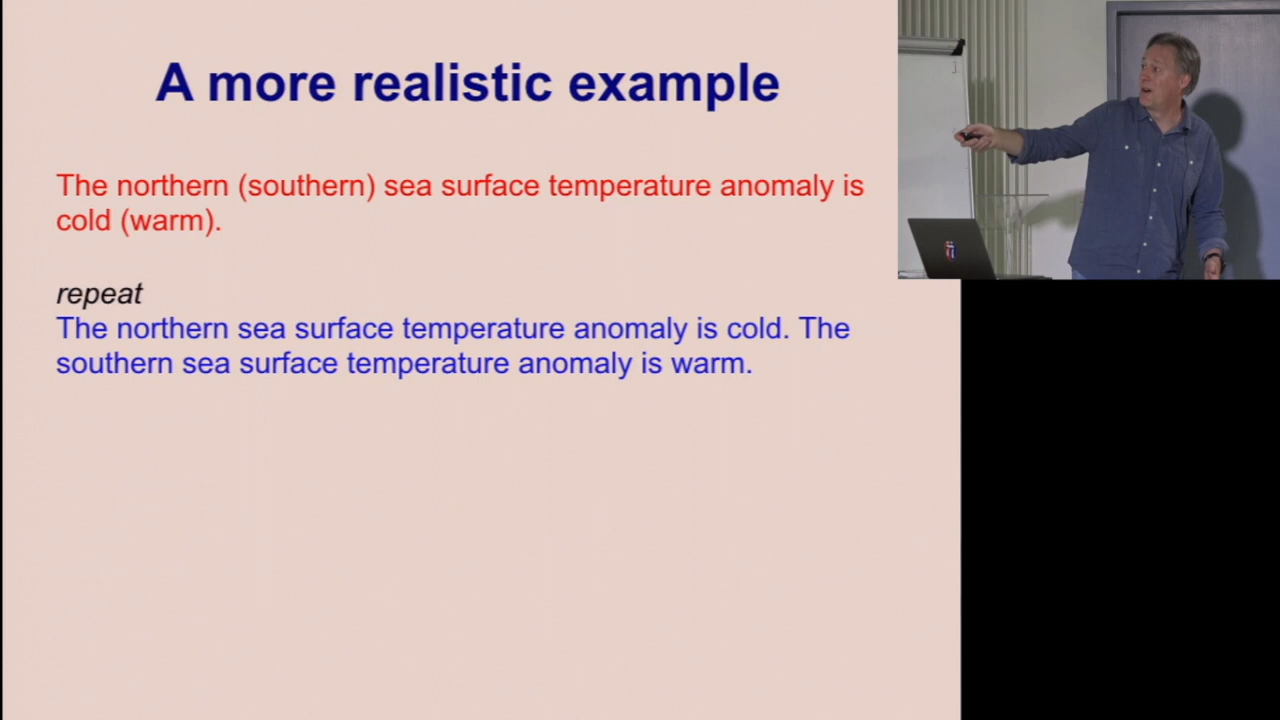 A more realistic example
The northern (southern) sea surface temperature anomaly is
cold (warm).
repeat
The northern sea surface temperature anomaly is cold. The
southern sea surface temperature anomaly is warm.